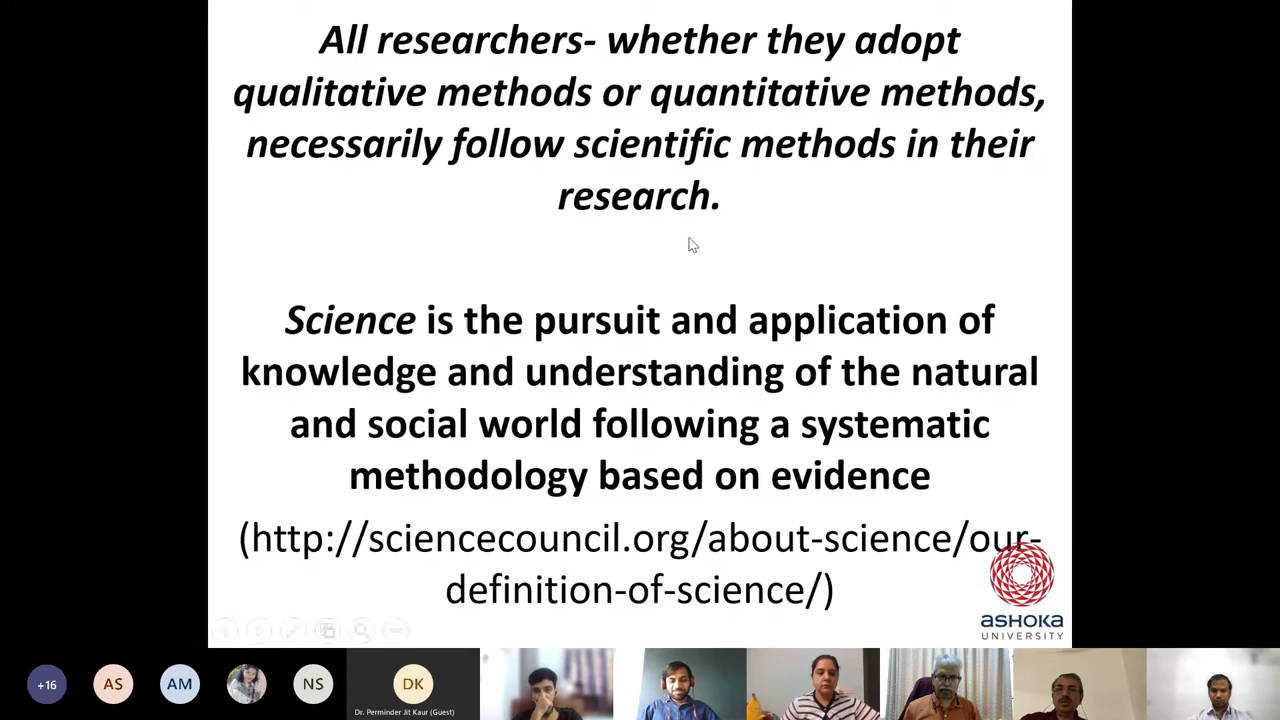 All researchers- whether they adopt
qualitative methods or quantitative methods,
necessarily follow scientific methods in their
research.
Science is the pursuit and application of
knowledge and understanding of the natural
and social world following a systematic
methodology based on evidence
(http://sciencecouncil.org/about-science/our-
definition-of-science/)
ASHOKA
UNIVERSITY
+16
AS
AM
NS
DK
Dr. Perminder Jit Kaur (Guest)